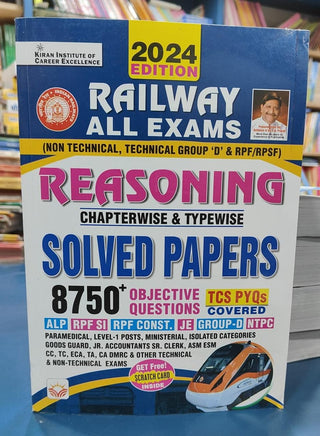 KIRAN INSTITUTE OF
CAREER EXCELLENCE
2024
EDITION
RAILWAY
ALL EXAMS
(NON TECHNICAL, TECHNICAL GROUP 'D' & RPF/RPSF)
REASONING
CHAPTERWISE & TYPEWISE
SOLVED PAPERS
8750+ OBJECTIVE QUESTIONS
TCS PYQs
COVERED
ALP RPF SI RPF CONST. JE GROUP-D NTPC
PARAMEDICAL, LEVEL-1 POSTS, MINISTERIAL, ISOLATED CATEGORIES
GOODS GUARD, JR. ACCOUNTANTS SR. CLERK, ASM ESM
CC, TC, ECA, TA, CA DMRC & OTHER TECHNICAL
& NON-TECHNICAL EXAMS
GET Free!
SCRATCH CARD
INSIDE